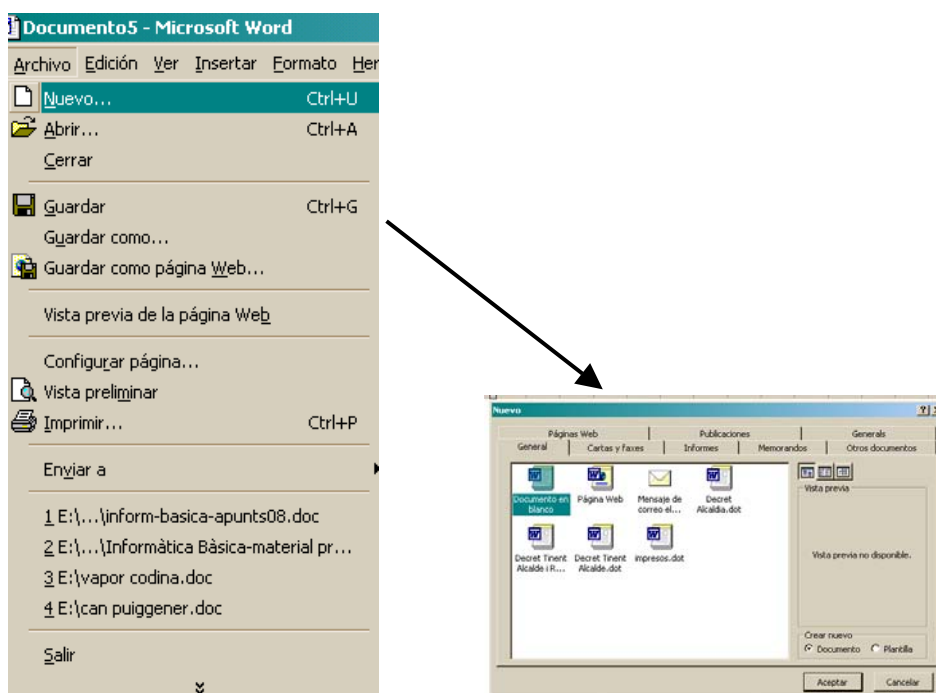 Documento5 - Microsoft Word
Archivo Edición Ver Insertar Formato Her
Nuevo... Ctrl+U
Abrir... Ctrl+A
Cerrar
Guardar Ctrl+G
Guardar como...
Guardar como página Web...
Vista previa de la página Web
Configurar página...
Vista preliminar
Imprimir... Ctrl+P
Enviar a
1 E:\...\inform-basica-apunts08.doc
2 E:\...\Informàtica Bàsica-material pr...
3 E:\vapor codina.doc
4 E:\can puiggener.doc
Salir
Nuevo
Páginas Web Publicaciones Generals
General Cartas y faxes Informes Memorandos Otros documentos
Documento en blanco
Página Web
Mensaje de correo el...
Decret Alcaldia.dot
Decret Tinent Alcalde i R...
Decret Tinent Alcalde.dot
impresos.dot
Vista previa
Vista previa no disponible.
Crear nuevo
Documento Plantilla
Aceptar Cancelar